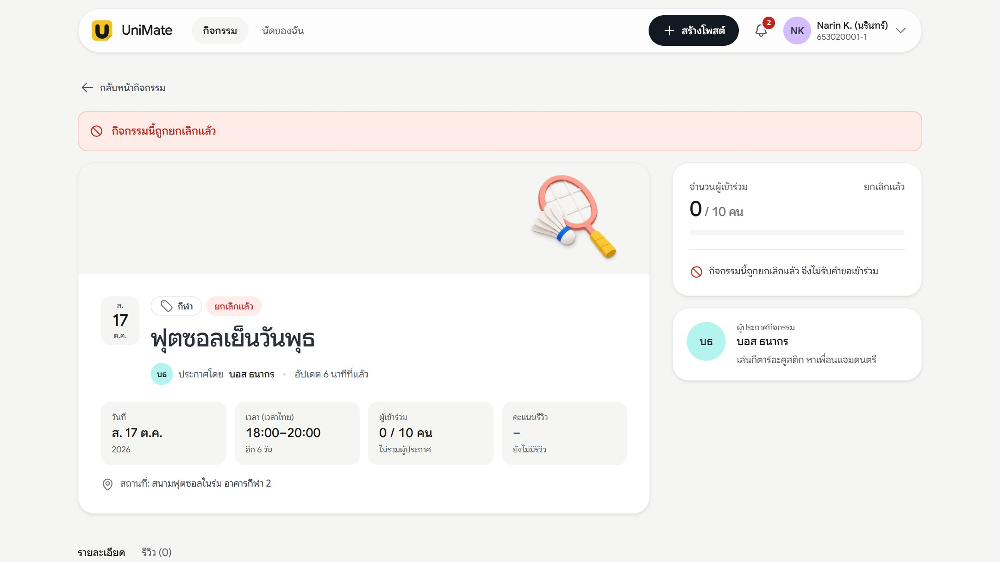 UniMate
กิจกรรม
นัดของฉัน
สร้างโพสต์
2
NK
Narin K. (นรินทร์)
653020001-1
กลับหน้ากิจกรรม
กิจกรรมนี้ถูกยกเลิกแล้ว
ส.
17
ต.ค.
กีฬา
ยกเลิกแล้ว
ฟุตซอลเย็นวันพุธ
บธ
ประกาศโดย บอส ธนากร • อัปเดต 6 นาทีที่แล้ว
วันที่
ส. 17 ต.ค.
2026
เวลา (เวลาไทย)
18:00–20:00
อีก 6 วัน
ผู้เข้าร่วม
0 / 10 คน
ไม่รวมผู้ประกาศ
คะแนนรีวิว
–
ยังไม่มีรีวิว
สถานที่: สนามฟุตซอลในร่ม อาคารกีฬา 2
จำนวนผู้เข้าร่วม
ยกเลิกแล้ว
0 / 10 คน
กิจกรรมนี้ถูกยกเลิกแล้ว จึงไม่รับคำขอเข้าร่วม
บธ
ผู้ประกาศกิจกรรม
บอส ธนากร
เล่นกีตาร์อะคูสติก หาเพื่อนแจมดนตรี
รายละเอียด
รีวิว (0)